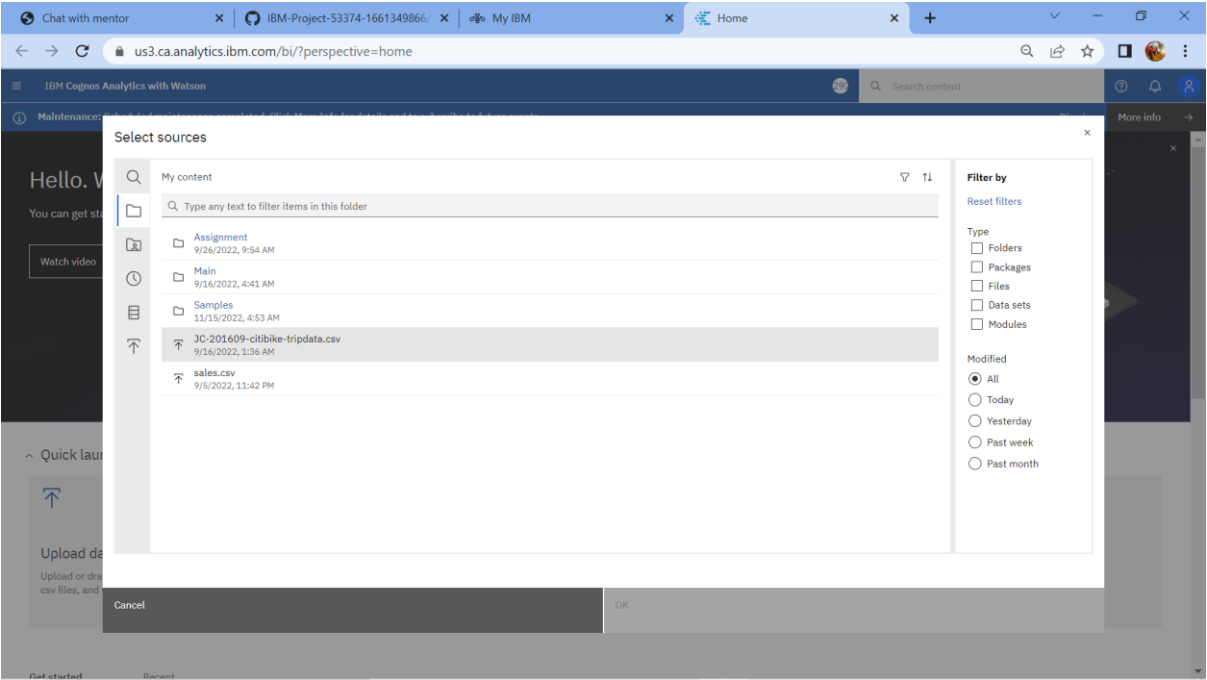 Chat with mentor
IBM-Project-53374-1661349866/
My IBM
Home
us3.ca.analytics.ibm.com/bi/?perspective=home
IBM Cognos Analytics with Watson
Search content
Maintenance:
More info
Select sources
Hello. W
You can get sta
Watch video
My content
Type any text to filter items in this folder
Assignment
9/26/2022, 9:54 AM
Main
9/16/2022, 4:41 AM
Samples
11/15/2022, 4:53 AM
JC-201609-citibike-tripdata.csv
9/16/2022, 1:36 AM
sales.csv
9/5/2022, 11:42 PM
Filter by
Reset filters
Type
Folders
Packages
Files
Data sets
Modules
Modified
All
Today
Yesterday
Past week
Past month
Quick laun
Upload da
Upload or dra
csv files, and
Cancel
OK
Get started
Recent